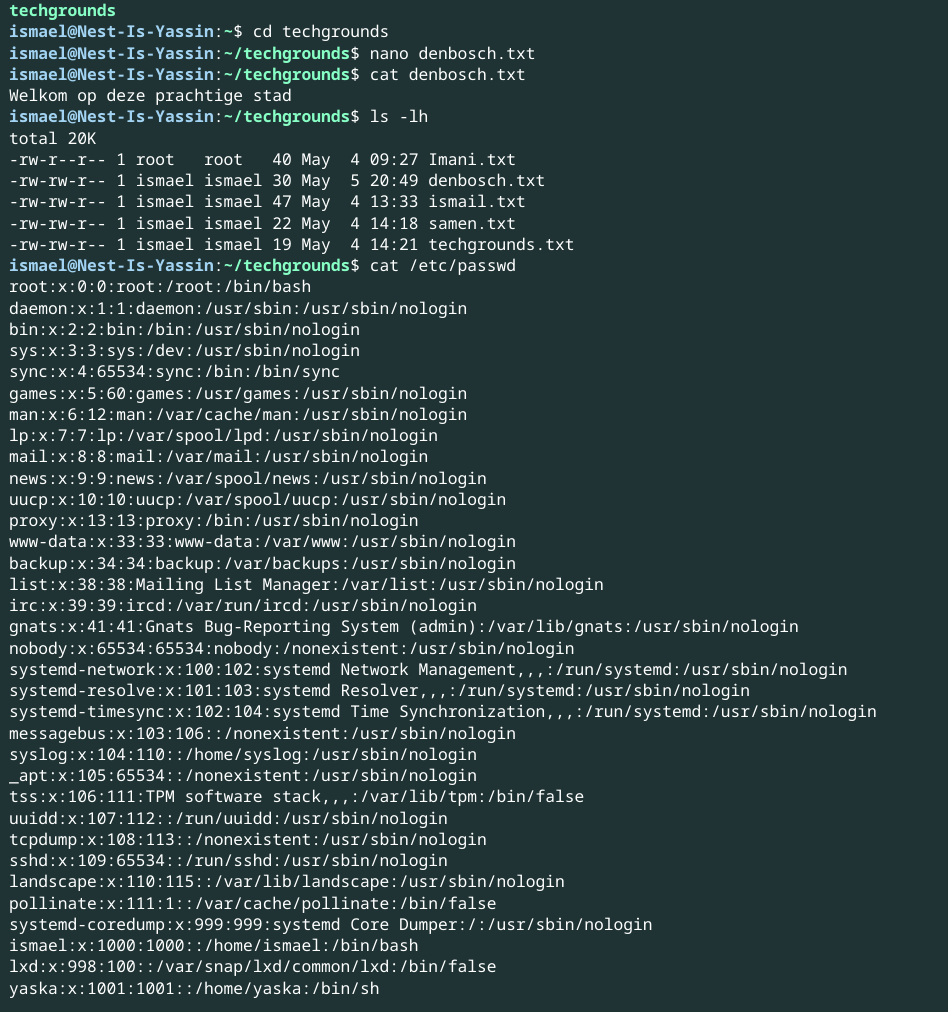 techgrounds
ismael@Nest-Is-Yassin:~$ cd techgrounds
ismael@Nest-Is-Yassin:~/techgrounds$ nano denbosch.txt
ismael@Nest-Is-Yassin:~/techgrounds$ cat denbosch.txt
Welkom op deze prachtige stad
ismael@Nest-Is-Yassin:~/techgrounds$ ls -lh
total 20K
-rw-r--r-- 1 root   root   40 May  4 09:27 Imani.txt
-rw-rw-r-- 1 ismael ismael 30 May  5 20:49 denbosch.txt
-rw-rw-r-- 1 ismael ismael 47 May  4 13:33 ismail.txt
-rw-rw-r-- 1 ismael ismael 22 May  4 14:18 samen.txt
-rw-rw-r-- 1 ismael ismael 19 May  4 14:21 techgrounds.txt
ismael@Nest-Is-Yassin:~/techgrounds$ cat /etc/passwd
root:x:0:0:root:/root:/bin/bash
daemon:x:1:1:daemon:/usr/sbin:/usr/sbin/nologin
bin:x:2:2:bin:/bin:/usr/sbin/nologin
sys:x:3:3:sys:/dev:/usr/sbin/nologin
sync:x:4:65534:sync:/bin:/bin/sync
games:x:5:60:games:/usr/games:/usr/sbin/nologin
man:x:6:12:man:/var/cache/man:/usr/sbin/nologin
lp:x:7:7:lp:/var/spool/lpd:/usr/sbin/nologin
mail:x:8:8:mail:/var/mail:/usr/sbin/nologin
news:x:9:9:news:/var/spool/news:/usr/sbin/nologin
uucp:x:10:10:uucp:/var/spool/uucp:/usr/sbin/nologin
proxy:x:13:13:proxy:/bin:/usr/sbin/nologin
www-data:x:33:33:www-data:/var/www:/usr/sbin/nologin
backup:x:34:34:backup:/var/backups:/usr/sbin/nologin
list:x:38:38:Mailing List Manager:/var/list:/usr/sbin/nologin
irc:x:39:39:ircd:/var/run/ircd:/usr/sbin/nologin
gnats:x:41:41:Gnats Bug-Reporting System (admin):/var/lib/gnats:/usr/sbin/nologin
nobody:x:65534:65534:nobody:/nonexistent:/usr/sbin/nologin
systemd-network:x:100:102:systemd Network Management,,,:/run/systemd:/usr/sbin/nologin
systemd-resolve:x:101:103:systemd Resolver,,,:/run/systemd:/usr/sbin/nologin
systemd-timesync:x:102:104:systemd Time Synchronization,,,:/run/systemd:/usr/sbin/nologin
messagebus:x:103:106::/nonexistent:/usr/sbin/nologin
syslog:x:104:110::/home/syslog:/usr/sbin/nologin
_apt:x:105:65534::/nonexistent:/usr/sbin/nologin
tss:x:106:111:TPM software stack,,,:/var/lib/tpm:/bin/false
uuidd:x:107:112::/run/uuidd:/usr/sbin/nologin
tcpdump:x:108:113::/nonexistent:/usr/sbin/nologin
sshd:x:109:65534::/run/sshd:/usr/sbin/nologin
landscape:x:110:115::/var/lib/landscape:/usr/sbin/nologin
pollinate:x:111:1::/var/cache/pollinate:/bin/false
systemd-coredump:x:999:999:systemd Core Dumper:/:/usr/sbin/nologin
ismael:x:1000:1000::/home/ismael:/bin/bash
lxd:x:998:100::/var/snap/lxd/common/lxd:/bin/false
yaska:x:1001:1001::/home/yaska:/bin/sh